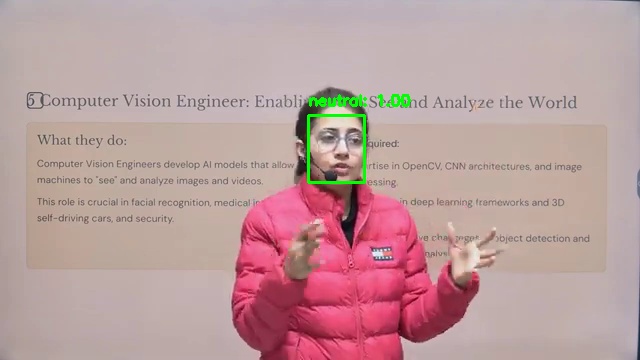 5 Computer Vision Engineer: Enabli See and Analyze the World
neutral: 1.00
What they do:
Computer Vision Engineers develop AI models that allow
machines to "see" and analyze images and videos.
This role is crucial in facial recognition, medical
self-driving cars, and security.
quired:
ertise in OpenCV, CNN architectures, and image
essing.
in deep learning frameworks and 3D
object detection and